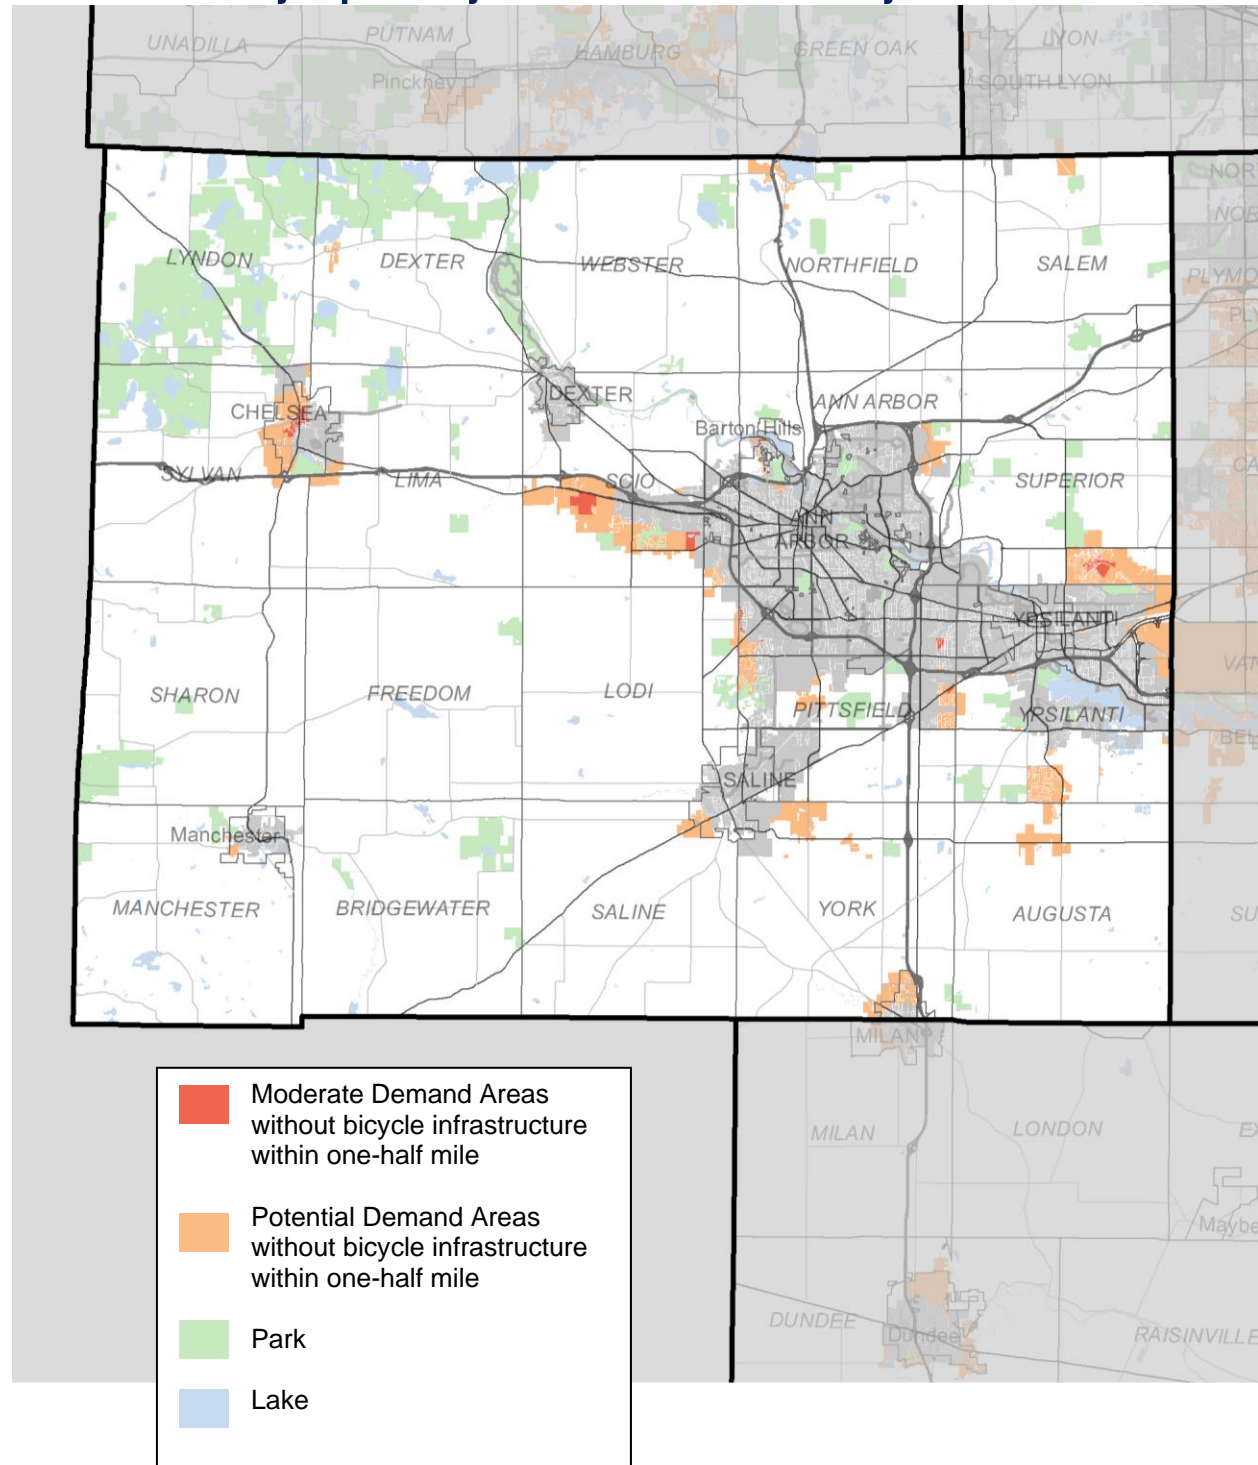 UNADILLA
PUTNAM
HAMBURG
GREEN OAK
LYON
Pinckney
SOUTH LYON
LYNDON
DEXTER
WEBSTER
NORTHFIELD
SALEM
CHELSEA
DEXTER
ANN ARBOR
Barton Hills
SYLVAN
LIMA
SCIO
SUPERIOR
ANN
ARBOR
YPSILANTI
SHARON
FREEDOM
LODI
PITTSFIELD
YPSILANTI
SALINE
Manchester
MANCHESTER
BRIDGEWATER
SALINE
YORK
AUGUSTA
MILAN
MILAN
LONDON
DUNDEE
Dundee
RAISINVILLE
Moderate Demand Areas
without bicycle infrastructure
within one-half mile
Potential Demand Areas
without bicycle infrastructure
within one-half mile
Park
Lake